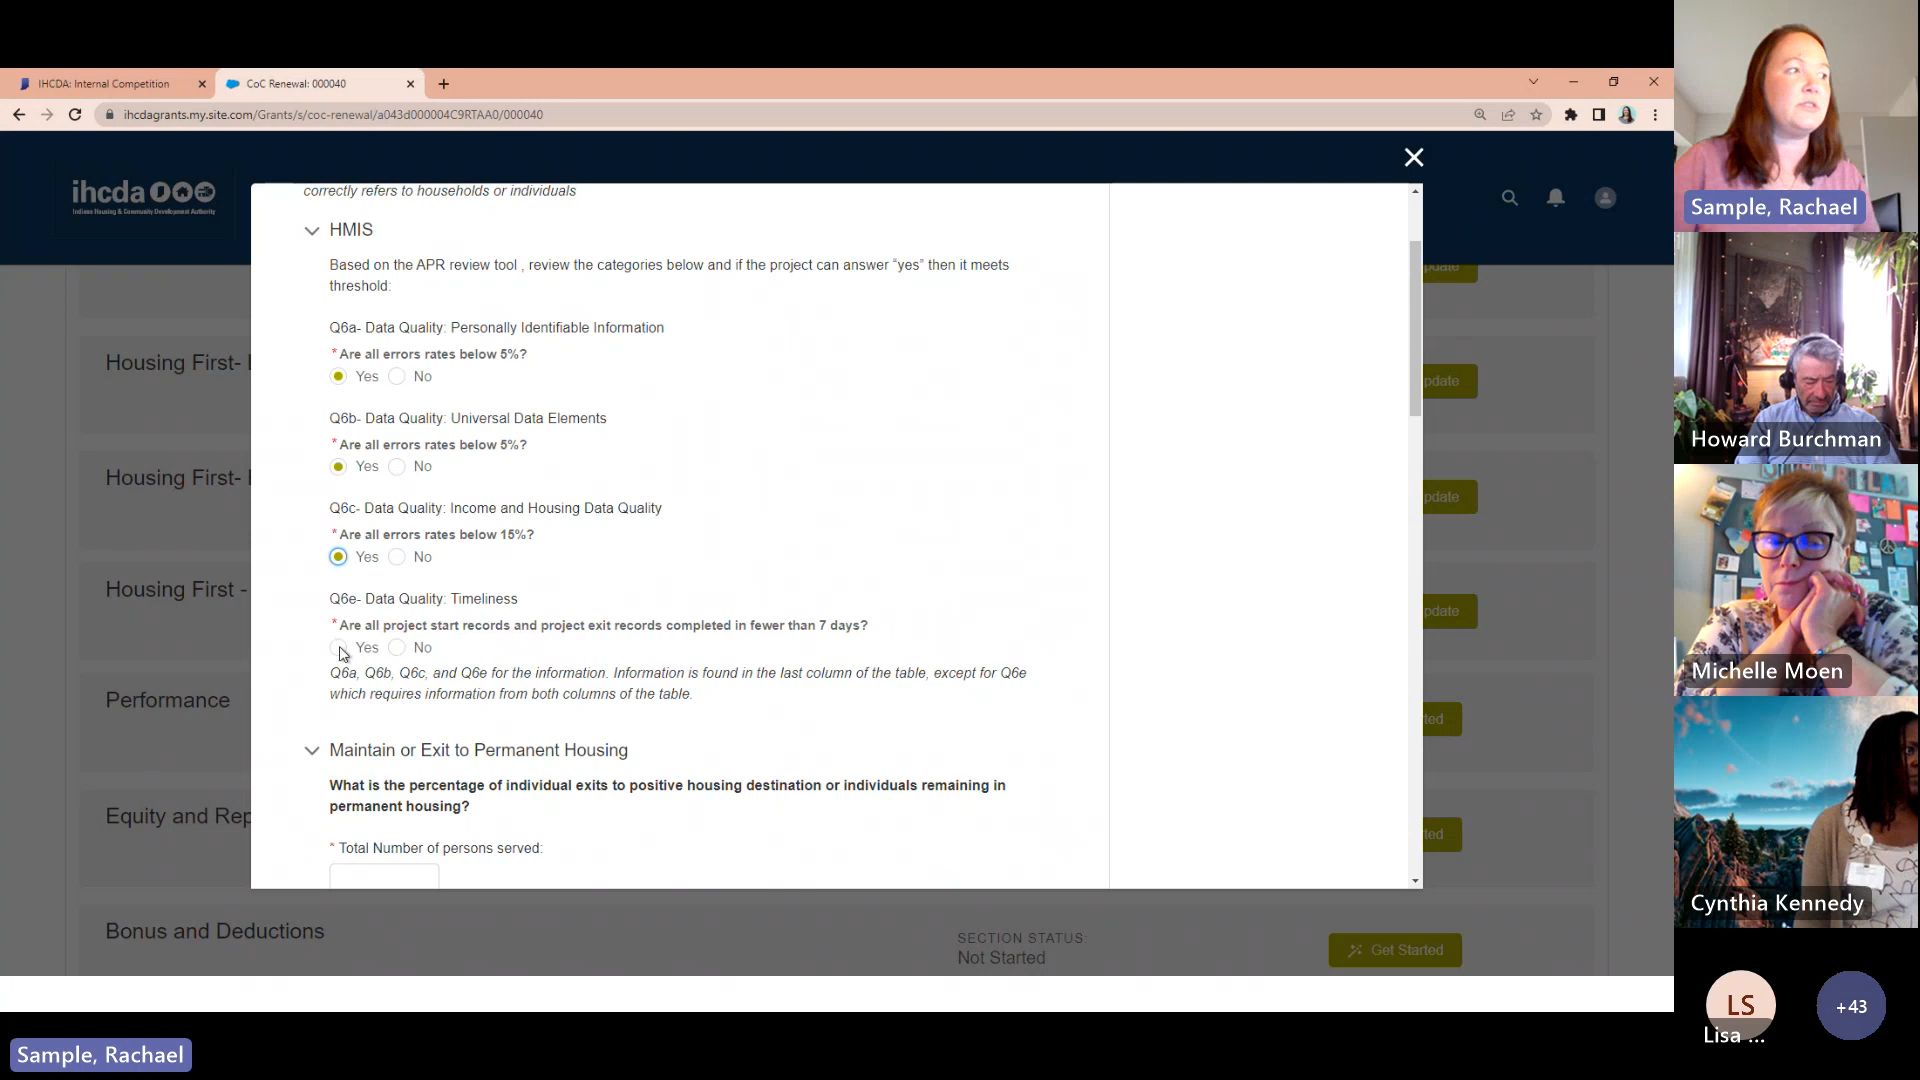 IHCDA: Internal Competition
CoC Renewal: 000040
ihcdagrants.my.site.com/Grants/s/coc-renewal/a043d000004C9RTAA0/000040
ihcda
Indiana Housing & Community Development Authority
correctly refers to households or individuals
HMIS
Based on the APR review tool , review the categories below and if the project can answer “yes” then it meets
threshold:
Q6a- Data Quality: Personally Identifiable Information
*Are all errors rates below 5%?
Yes No
Q6b- Data Quality: Universal Data Elements
*Are all errors rates below 5%?
Yes No
Q6c- Data Quality: Income and Housing Data Quality
*Are all errors rates below 15%?
Yes No
Q6e- Data Quality: Timeliness
*Are all project start records and project exit records completed in fewer than 7 days?
Yes No
Q6a, Q6b, Q6c, and Q6e for the information. Information is found in the last column of the table, except for Q6e
which requires information from both columns of the table.
Maintain or Exit to Permanent Housing
What is the percentage of individual exits to positive housing destination or individuals remaining in
permanent housing?
* Total Number of persons served:
Housing First-
pdate
Housing First-
pdate
Housing First -
pdate
Performance
ted
Equity and Rep
ted
Bonus and Deductions
SECTION STATUS:
Not Started
Get Started
Sample, Rachael
Howard Burchman
Michelle Moen
Cynthia Kennedy
LS
Lisa ...
+43
Sample, Rachael